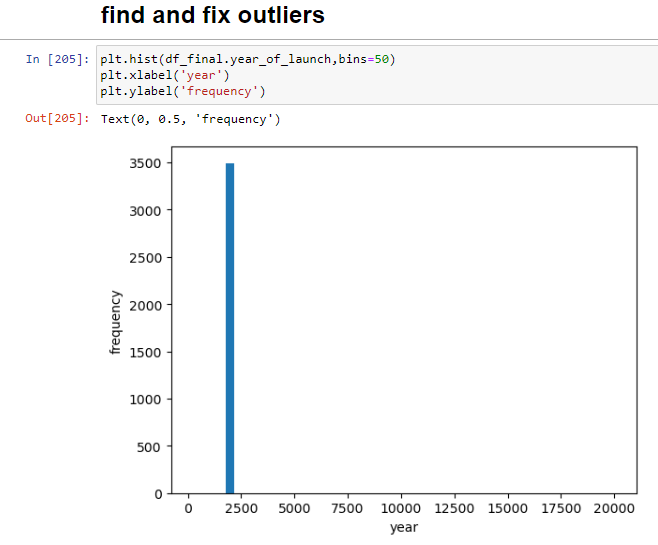 find and fix outliers
In [205]: plt.hist(df_final.year_of_launch,bins=50)
plt.xlabel('year')
plt.ylabel('frequency')
Out[205]: Text(0, 0.5, 'frequency')
3500
3000
2500
2000
1500
1000
500
0
frequency
0 2500 5000 7500 10000 12500 15000 17500 20000
year